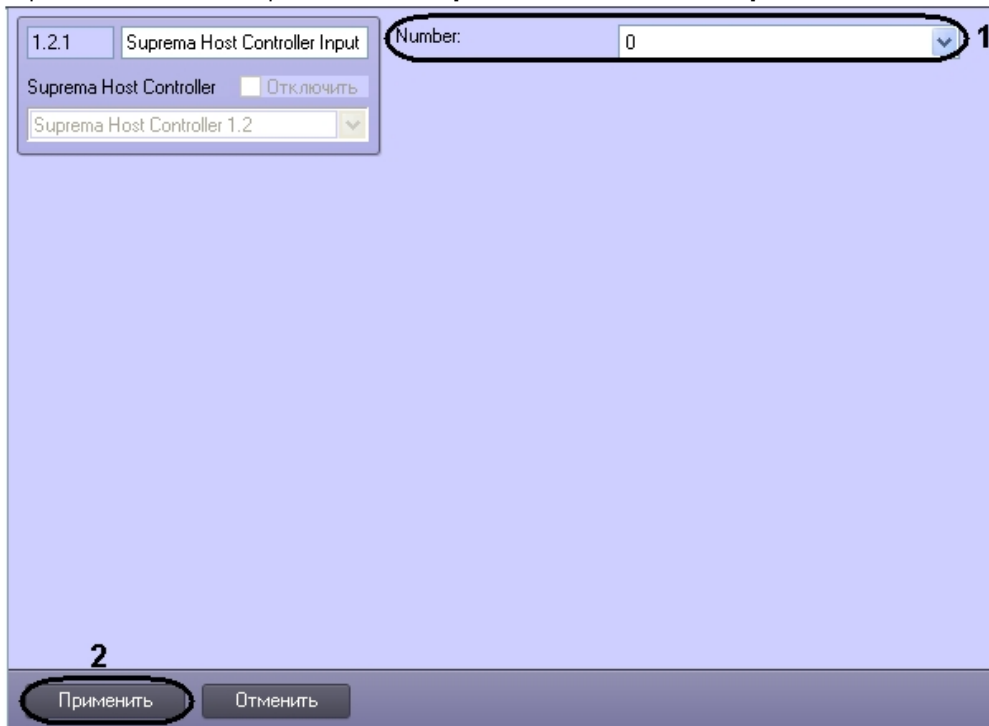 1.2.1 Suprema Host Controller Input
Number: 0 1
Suprema Host Controller Отключить
Suprema Host Controller 1.2
2
Применить Отменить